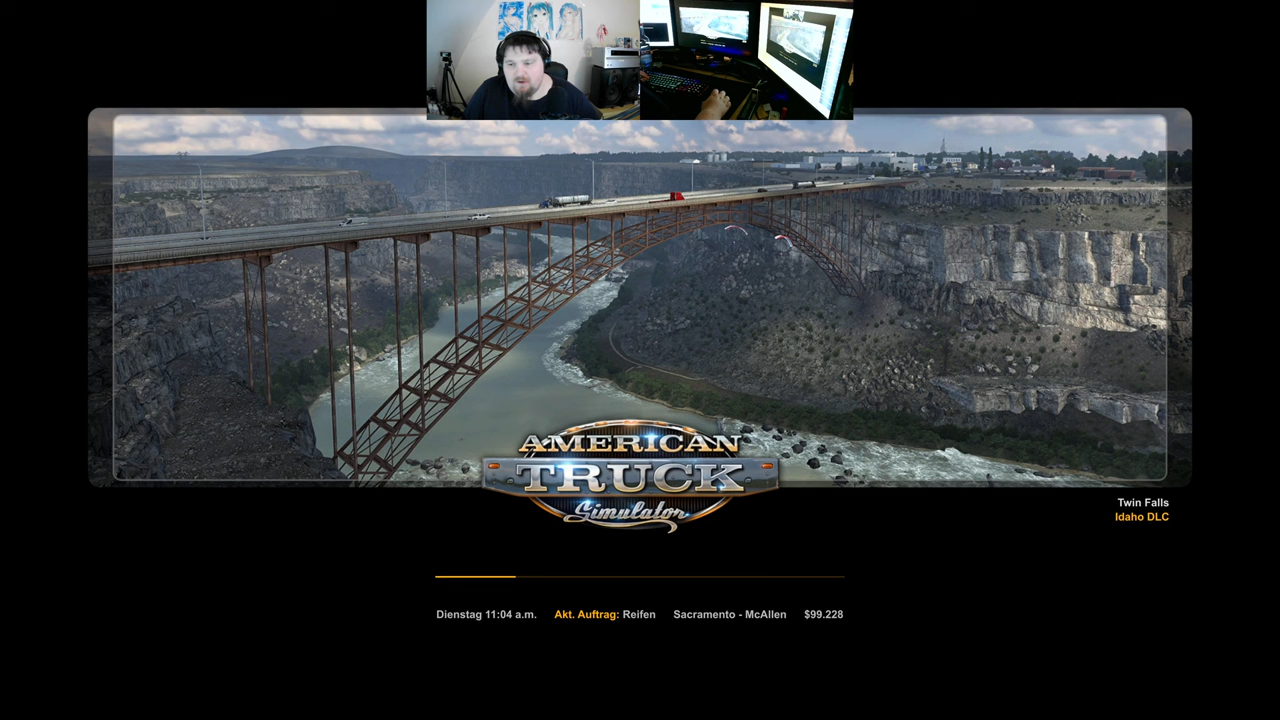 AMERICAN
TRUCK
Simulator
Twin Falls
Idaho DLC
Dienstag 11:04 a.m. Akt. Auftrag: Reifen Sacramento - McAllen $99.228